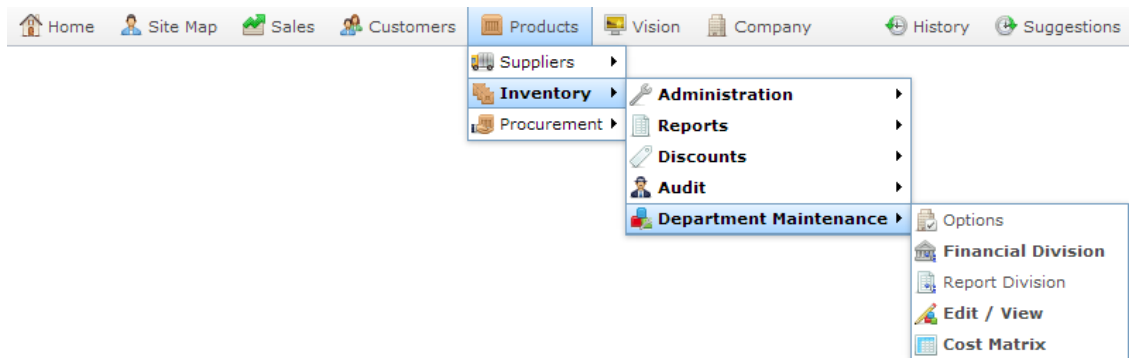 Home Site Map Sales Customers Products Vision Company History Suggestions
Suppliers
Inventory
Procurement
Administration
Reports
Discounts
Audit
Department Maintenance
Options
Financial Division
Report Division
Edit / View
Cost Matrix